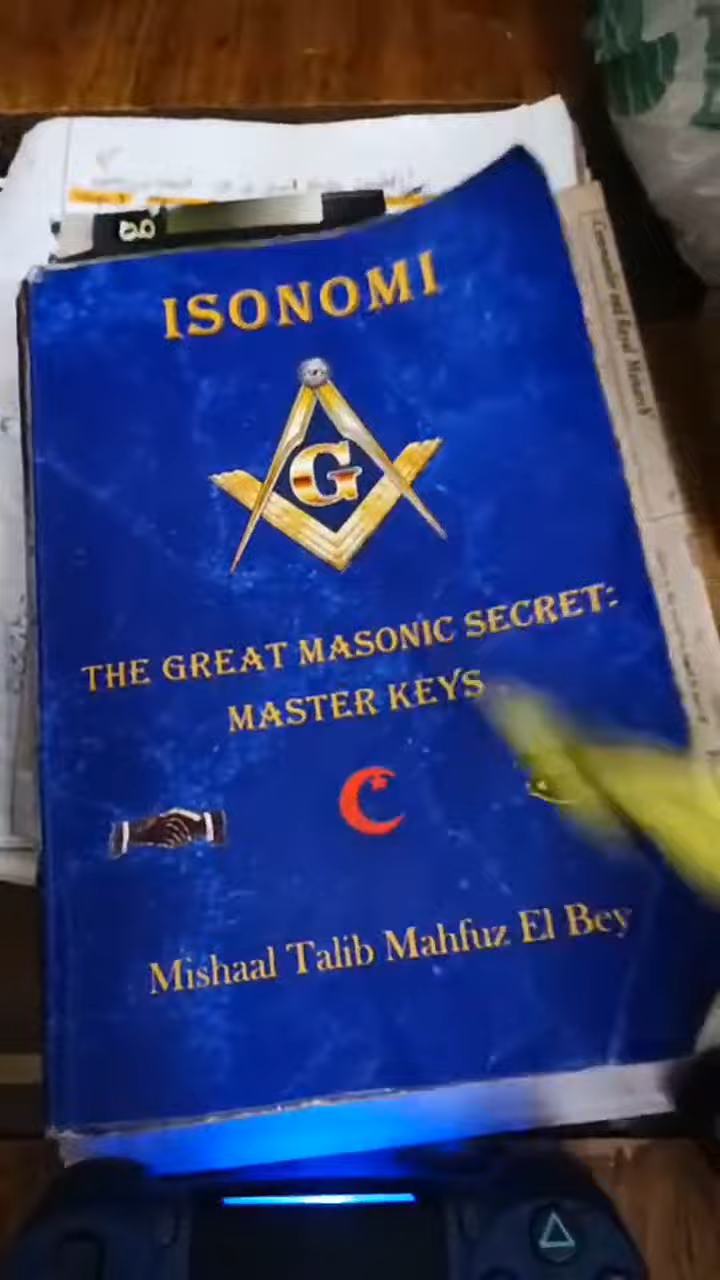 ISONOMI
G
THE GREAT MASONIC SECRET:
MASTER KEYS
Mishaal Talib Mahfuz El Bey